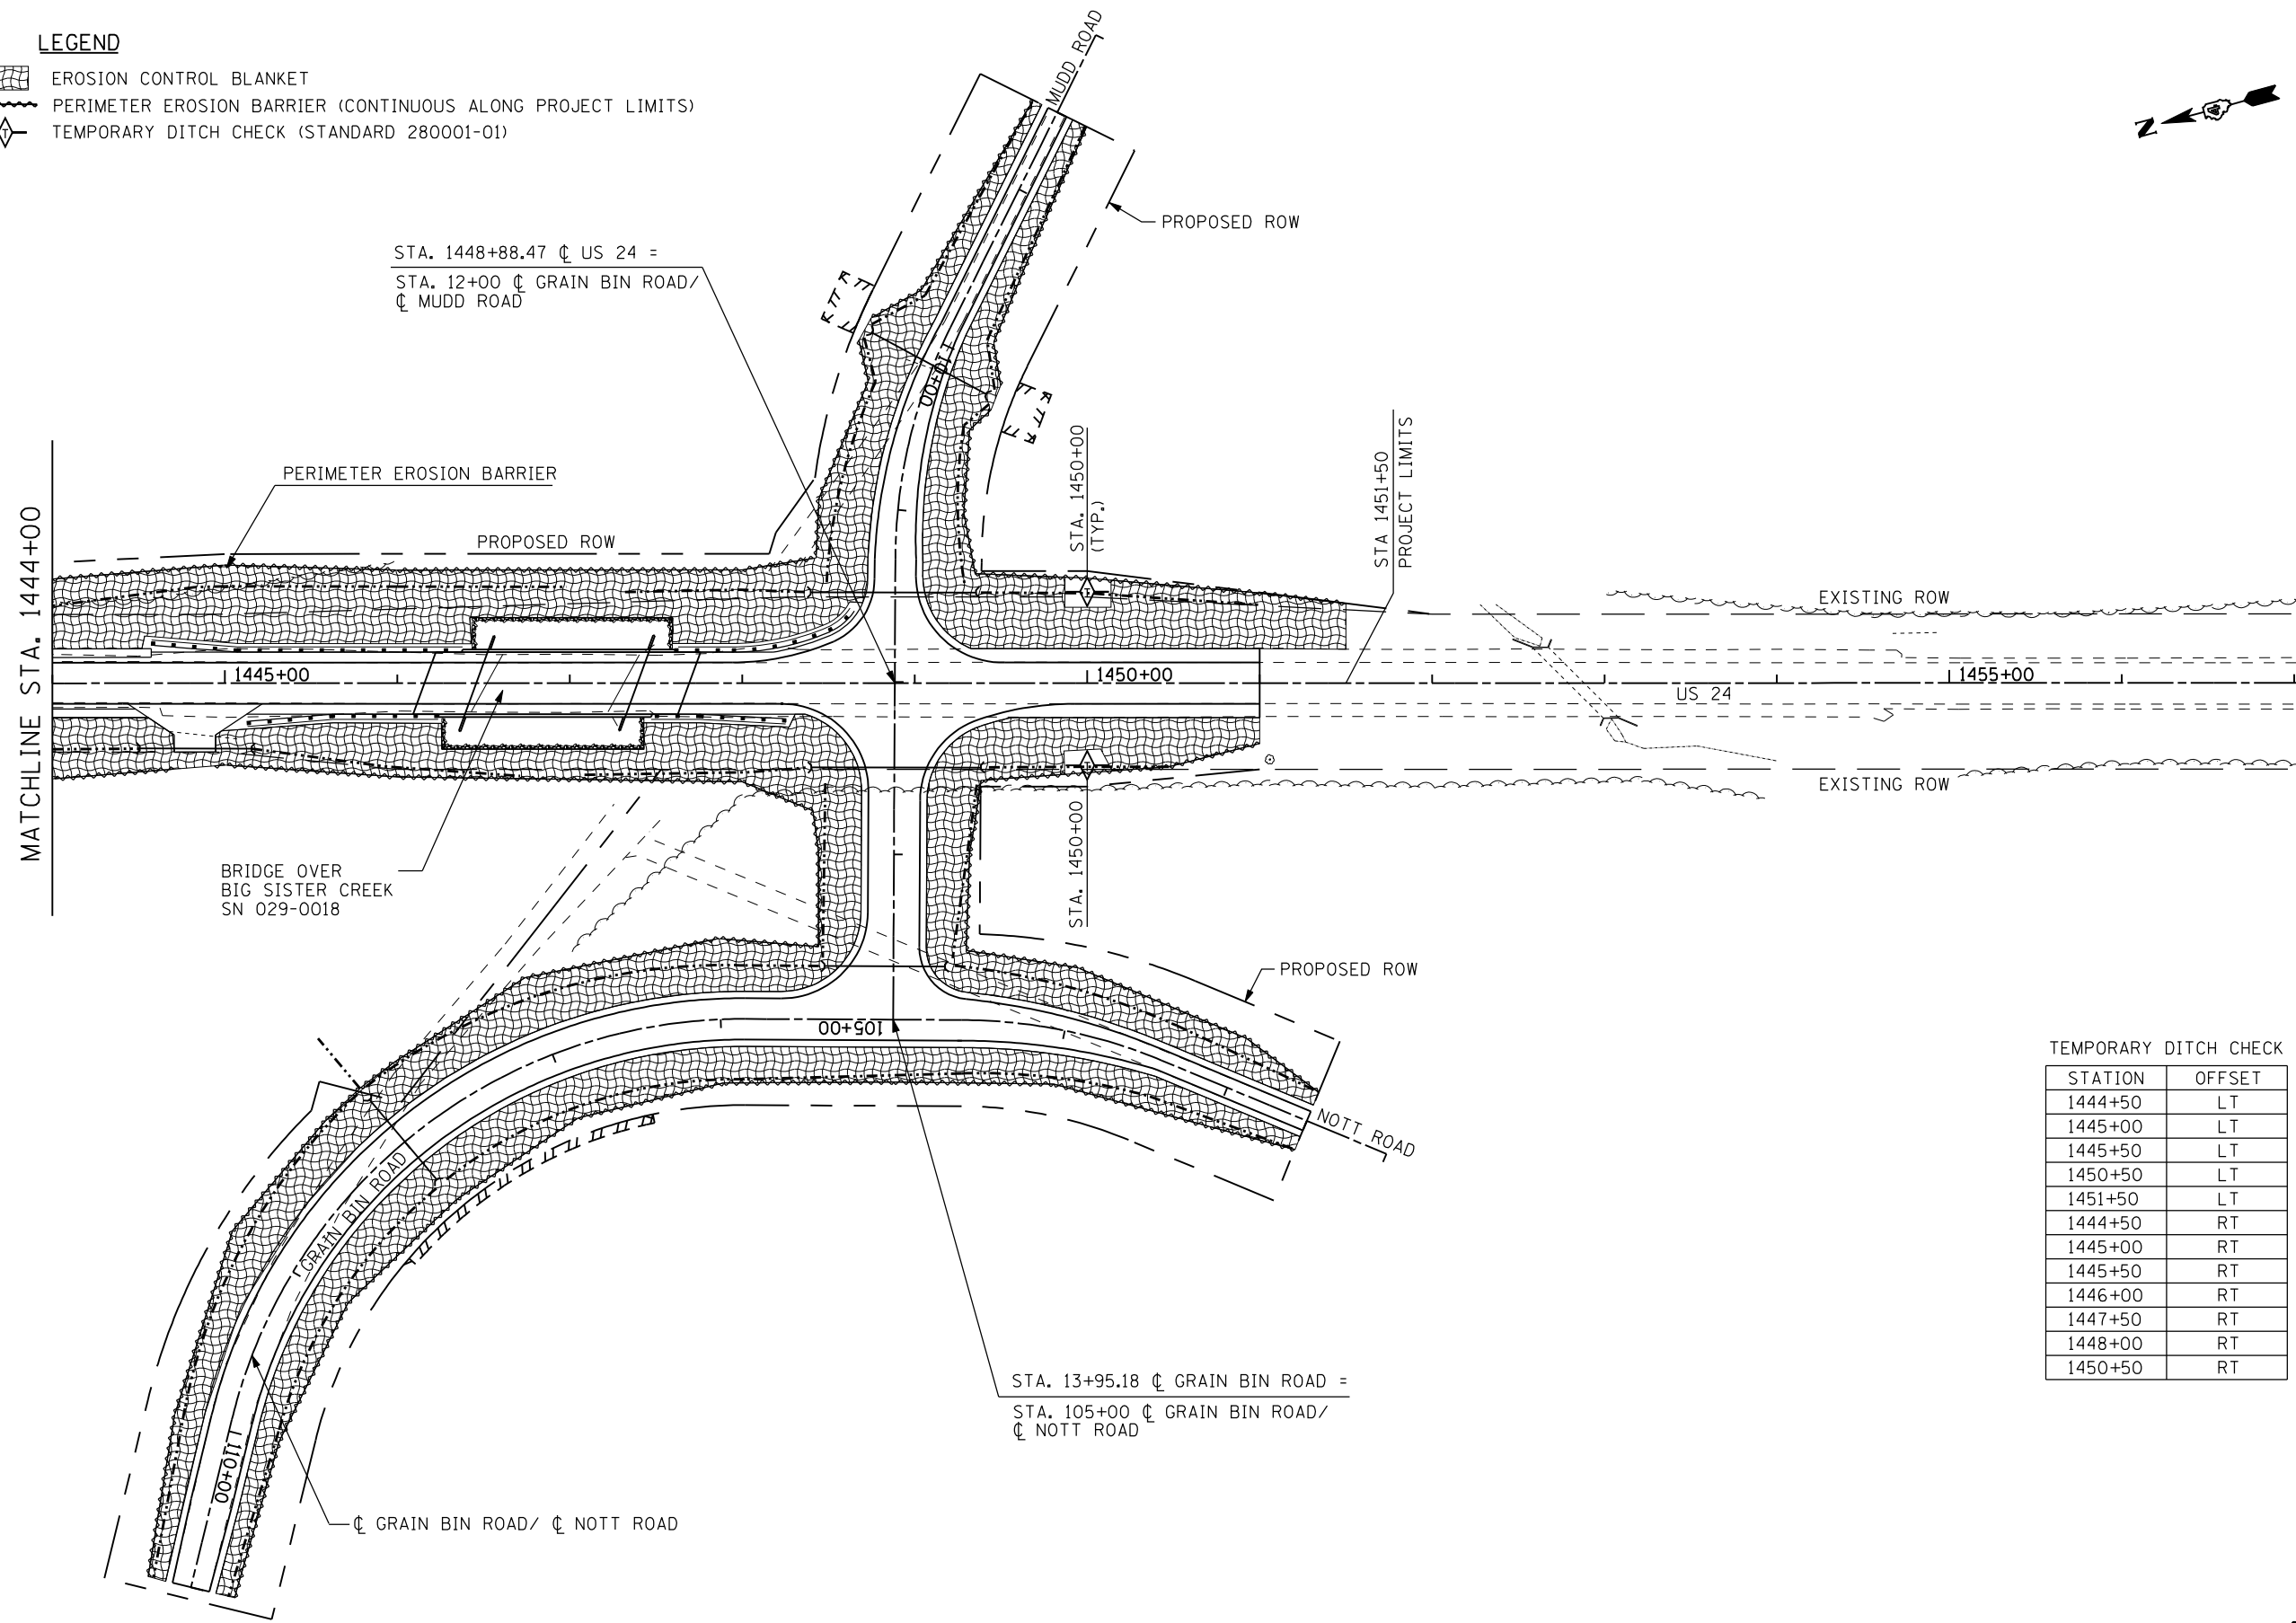 LEGEND
EROSION CONTROL BLANKET
PERIMETER EROSION BARRIER (CONTINUOUS ALONG PROJECT LIMITS)
T
TEMPORARY DITCH CHECK (STANDARD 280001-01)
N
MUDD ROAD
PROPOSED ROW
STA. 1448+88.47 ℄ US 24 =
STA. 12+00 ℄ GRAIN BIN ROAD/
℄ MUDD ROAD
10+00
STA. 1450+00
(TYP.)
STA 1451+50
PROJECT LIMITS
PERIMETER EROSION BARRIER
PROPOSED ROW
MATCHLINE STA. 1444+00
T
EXISTING ROW
1445+00
1450+00
1455+00
US 24
T
EXISTING ROW
STA. 1450+00
BRIDGE OVER
BIG SISTER CREEK
SN 029-0018
PROPOSED ROW
105+00
NOTT ROAD
GRAIN BIN ROAD
110+00
STA. 13+95.18 ℄ GRAIN BIN ROAD =
STA. 105+00 ℄ GRAIN BIN ROAD/
℄ NOTT ROAD
℄ GRAIN BIN ROAD/ ℄ NOTT ROAD
TEMPORARY DITCH CHECK
STATION OFFSET
1444+50 LT
1445+00 LT
1445+50 LT
1450+50 LT
1451+50 LT
1444+50 RT
1445+00 RT
1445+50 RT
1446+00 RT
1447+50 RT
1448+00 RT
1450+50 RT